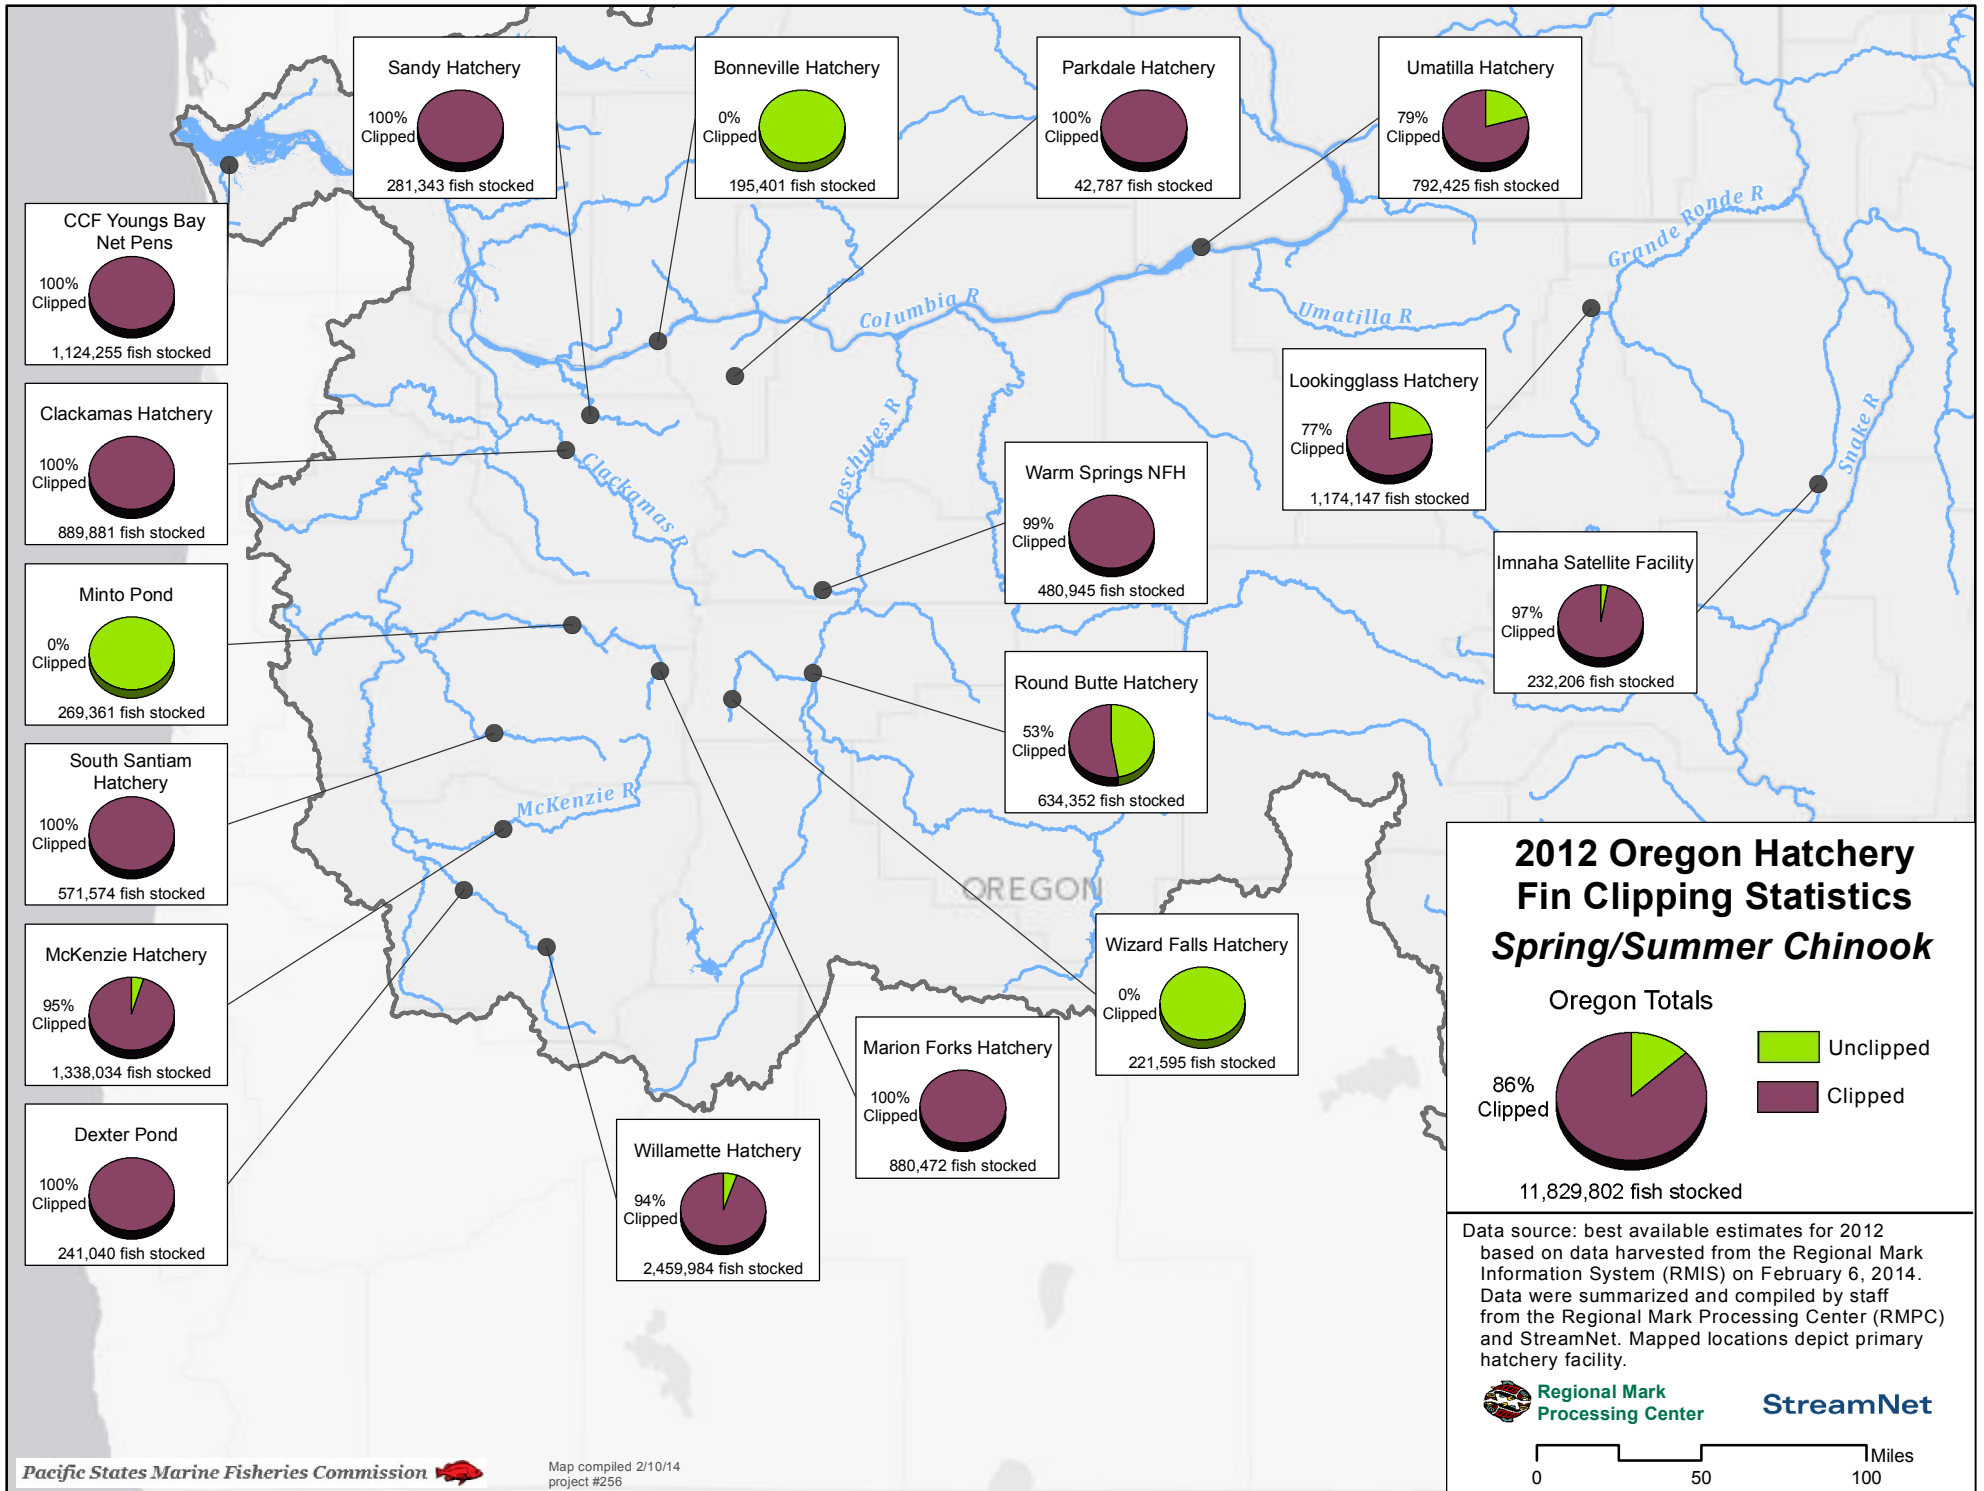 Sandy Hatchery
100%
Clipped
281,343 fish stocked
Bonneville Hatchery
0%
Clipped
195,401 fish stocked
Parkdale Hatchery
100%
Clipped
42,787 fish stocked
Umatilla Hatchery
79%
Clipped
792,425 fish stocked
CCF Youngs Bay
Net Pens
100%
Clipped
1,124,255 fish stocked
Grande Ronde R
Columbia R
Umatilla R
Lookingglass Hatchery
77%
Clipped
1,174,147 fish stocked
Clackamas Hatchery
100%
Clipped
889,881 fish stocked
Clackamas R
Deschutes R
Snake R
Warm Springs NFH
99%
Clipped
480,945 fish stocked
Imnaha Satellite Facility
97%
Clipped
232,206 fish stocked
Minto Pond
0%
Clipped
269,361 fish stocked
Round Butte Hatchery
53%
Clipped
634,352 fish stocked
South Santiam
Hatchery
100%
Clipped
571,574 fish stocked
McKenzie R
OREGON
McKenzie Hatchery
95%
Clipped
1,338,034 fish stocked
Wizard Falls Hatchery
0%
Clipped
221,595 fish stocked
Marion Forks Hatchery
100%
Clipped
880,472 fish stocked
Dexter Pond
100%
Clipped
241,040 fish stocked
Willamette Hatchery
94%
Clipped
2,459,984 fish stocked
2012 Oregon Hatchery
Fin Clipping Statistics
Spring/Summer Chinook
Oregon Totals
86%
Clipped
Unclipped
Clipped
11,829,802 fish stocked
Data source: best available estimates for 2012
based on data harvested from the Regional Mark
Information System (RMIS) on February 6, 2014.
Data were summarized and compiled by staff
from the Regional Mark Processing Center (RMPC)
and StreamNet. Mapped locations depict primary
hatchery facility.
Regional Mark
Processing Center
StreamNet
Miles
0 50 100
Pacific States Marine Fisheries Commission
Map compiled 2/10/14
project #256